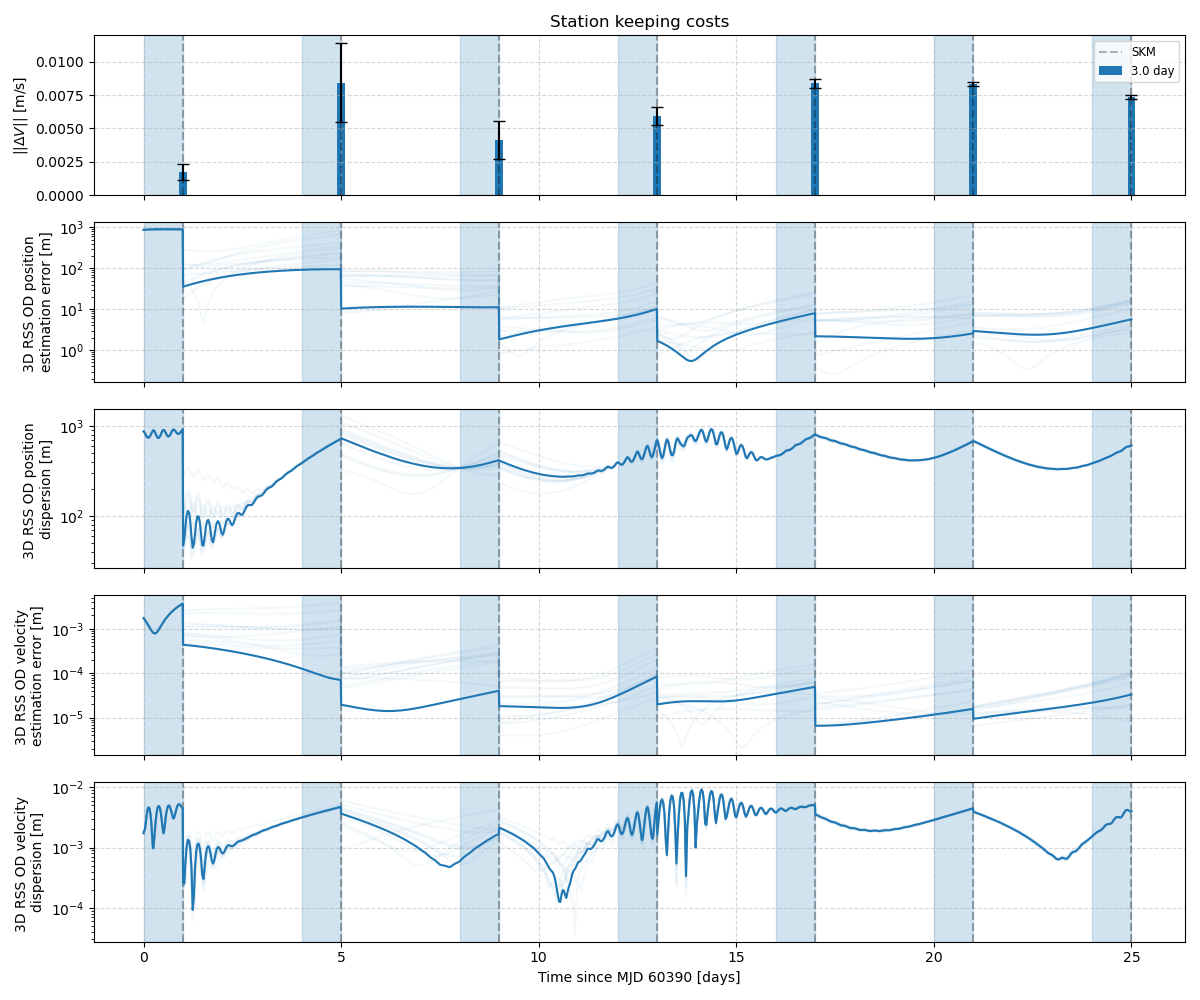 Station keeping costs
||ΔV|| [m/s]
0.0100
0.0075
0.0050
0.0025
0.0000
SKM
3.0 day
3D RSS OD position
estimation error [m]
10³
10²
10¹
10⁰
3D RSS OD position
dispersion [m]
10³
10²
3D RSS OD velocity
estimation error [m]
10⁻³
10⁻⁴
10⁻⁵
3D RSS OD velocity
dispersion [m]
10⁻²
10⁻³
10⁻⁴
0 5 10 15 20 25
Time since MJD 60390 [days]